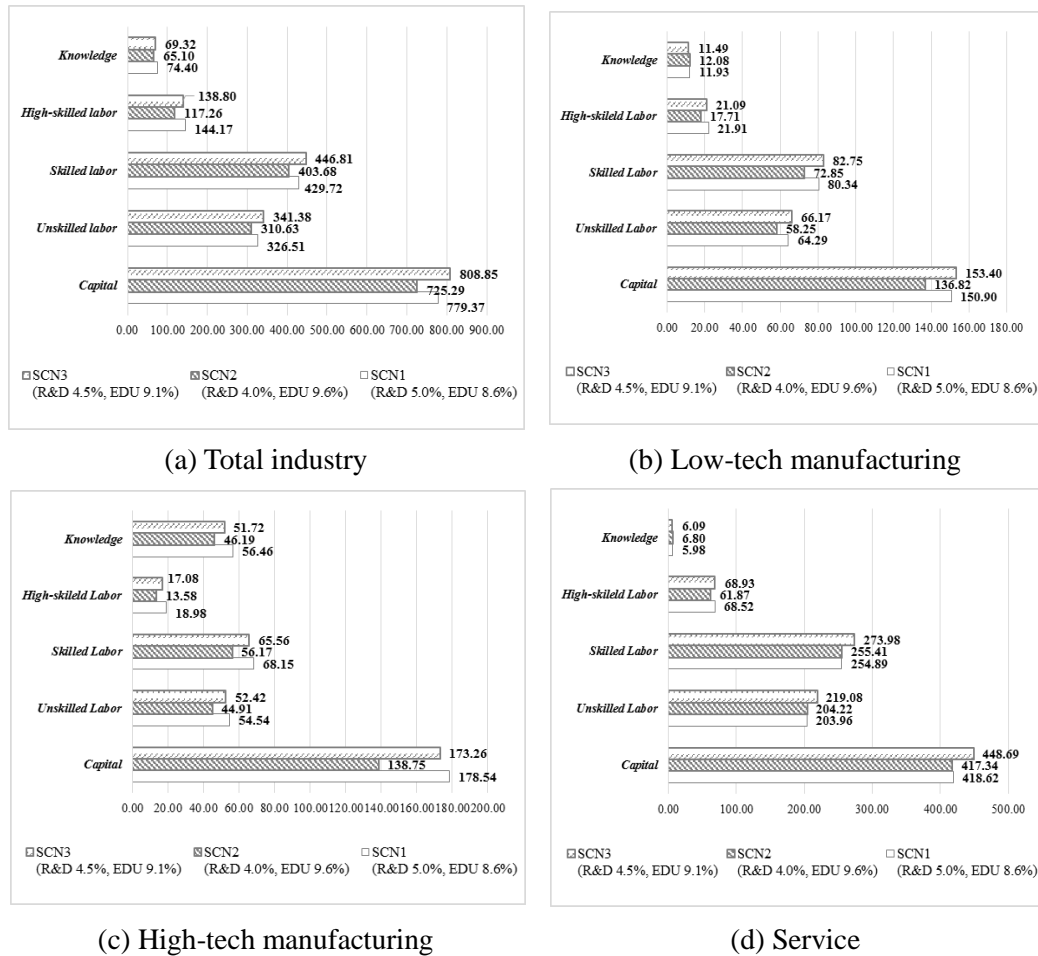 Knowledge
69.32
65.10
74.40
High-skilled labor
138.80
117.26
144.17
Skilled labor
446.81
403.68
429.72
Unskilled labor
341.38
310.63
326.51
Capital
808.85
725.29
779.37
0.00 100.00 200.00 300.00 400.00 500.00 600.00 700.00 800.00 900.00
SCN3 SCN2 SCN1
(R&D 4.5%, EDU 9.1%) (R&D 4.0%, EDU 9.6%) (R&D 5.0%, EDU 8.6%)
(a) Total industry
Knowledge
11.49
12.08
11.93
High-skileld Labor
21.09
17.71
21.91
Skilled Labor
82.75
72.85
80.34
Unskilled Labor
66.17
58.25
64.29
Capital
153.40
136.82
150.90
0.00 20.00 40.00 60.00 80.00 100.00 120.00 140.00 160.00 180.00
SCN3 SCN2 SCN1
(R&D 4.5%, EDU 9.1%) (R&D 4.0%, EDU 9.6%) (R&D 5.0%, EDU 8.6%)
(b) Low-tech manufacturing
Knowledge
51.72
46.19
56.46
High-skileld Labor
17.08
13.58
18.98
Skilled Labor
65.56
56.17
68.15
Unskilled Labor
52.42
44.91
54.54
Capital
173.26
138.75
178.54
0.00 20.00 40.00 60.00 80.00 100.00 120.00 140.00 160.00 180.00 200.00
SCN3 SCN2 SCN1
(R&D 4.5%, EDU 9.1%) (R&D 4.0%, EDU 9.6%) (R&D 5.0%, EDU 8.6%)
(c) High-tech manufacturing
Knowledge
6.09
6.80
5.98
High-skileld Labor
68.93
61.87
68.52
Skilled Labor
273.98
255.41
254.89
Unskilled Labor
219.08
204.22
203.96
Capital
448.69
417.34
418.62
0.00 100.00 200.00 300.00 400.00 500.00
SCN3 SCN2 SCN1
(R&D 4.5%, EDU 9.1%) (R&D 4.0%, EDU 9.6%) (R&D 5.0%, EDU 8.6%)
(d) Service